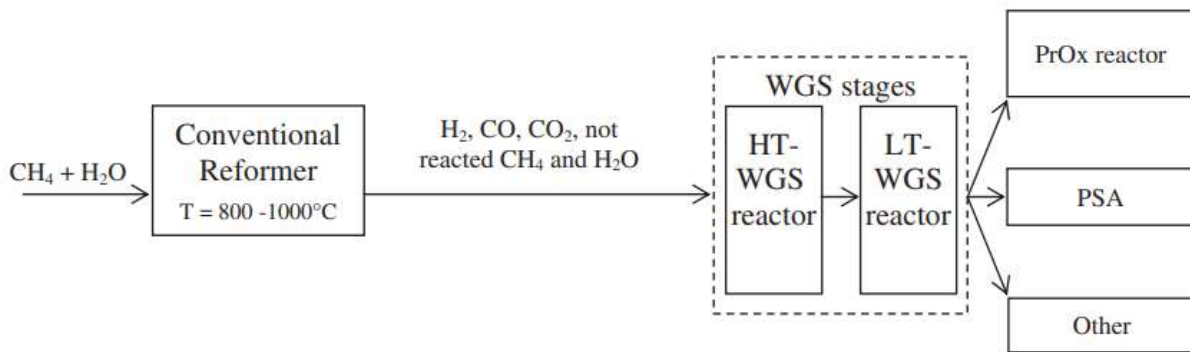 CH₄ + H₂O
Conventional
Reformer
T = 800 -1000°C
H₂, CO, CO₂, not
reacted CH₄ and H₂O
WGS stages
HT-
WGS
reactor
LT-
WGS
reactor
PrOx reactor
PSA
Other